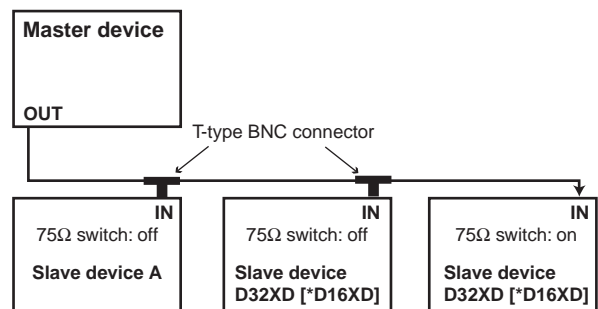 Master device
OUT
T-type BNC connector
IN
75Ω switch: off
Slave device A
IN
75Ω switch: off
Slave device
D32XD [*D16XD]
IN
75Ω switch: on
Slave device
D32XD [*D16XD]